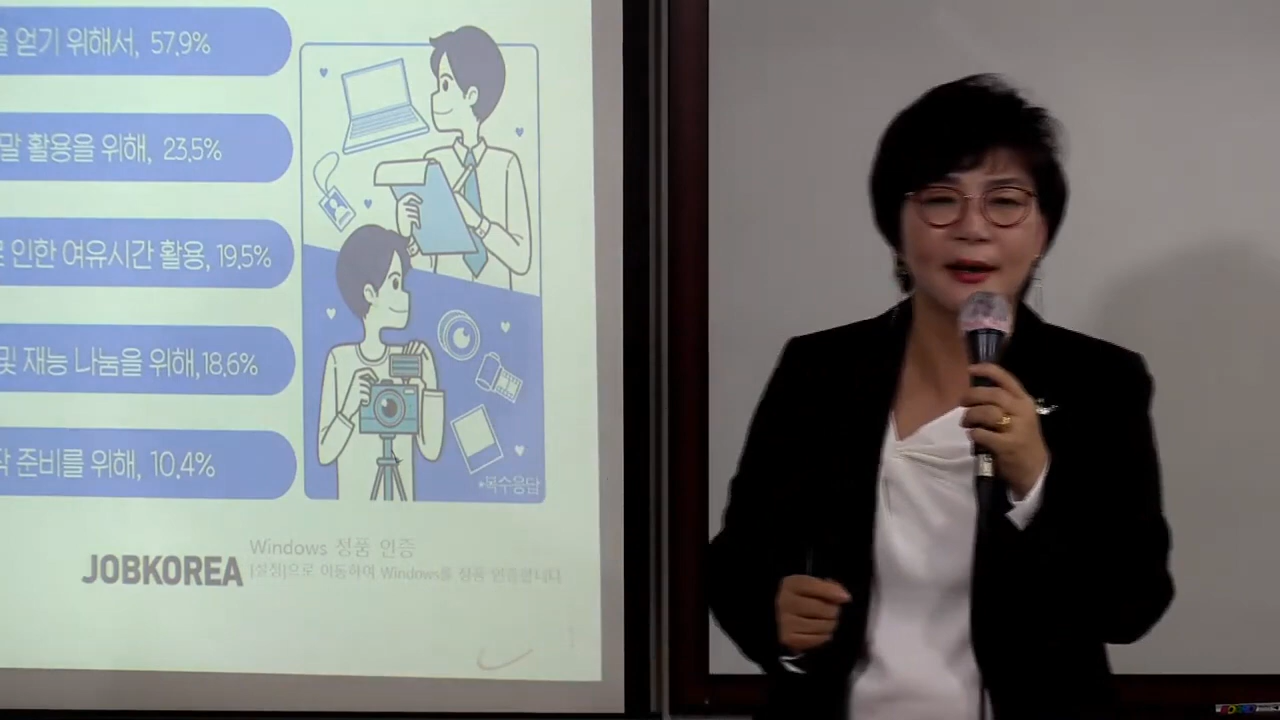 얻기 위해서, 57.9%
말 활용을 위해, 23.5%
인한 여유시간 활용, 19.5%
및 재능 나눔을 위해, 18.6%
준비를 위해, 10.4%
*복수응답
JOBKOREA
Windows 정품 인증
[설정]으로 이동하여 Windows를 정품 인증합니다.